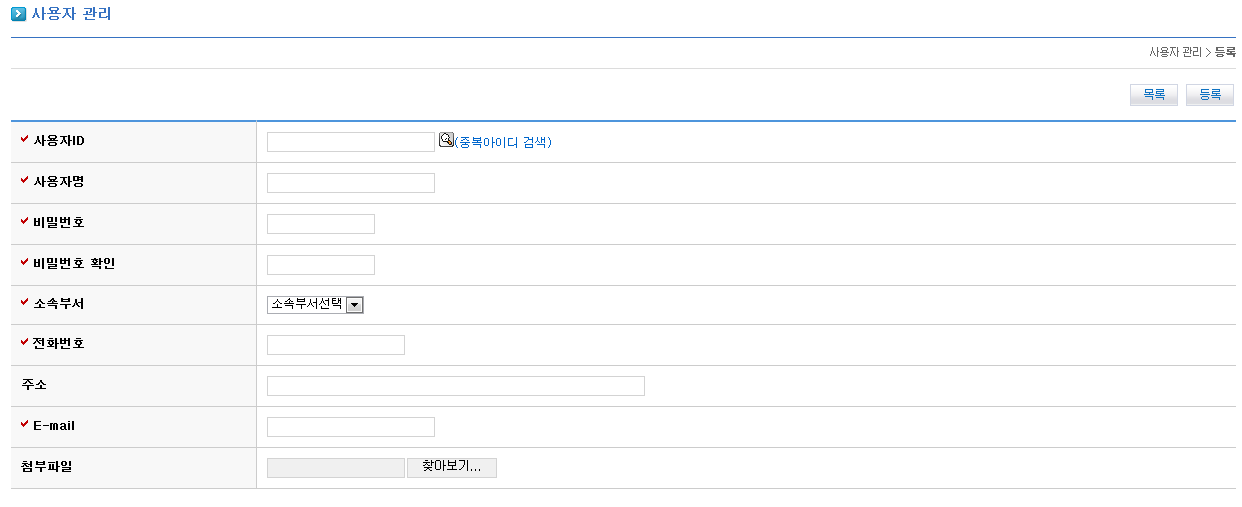 사용자 관리
사용자 관리 > 등록
목록 등록
사용자ID (중복아이디 검색)
사용자명
비밀번호
비밀번호 확인
소속부서 소속부서선택
전화번호
주소
E-mail
첨부파일 찾아보기...